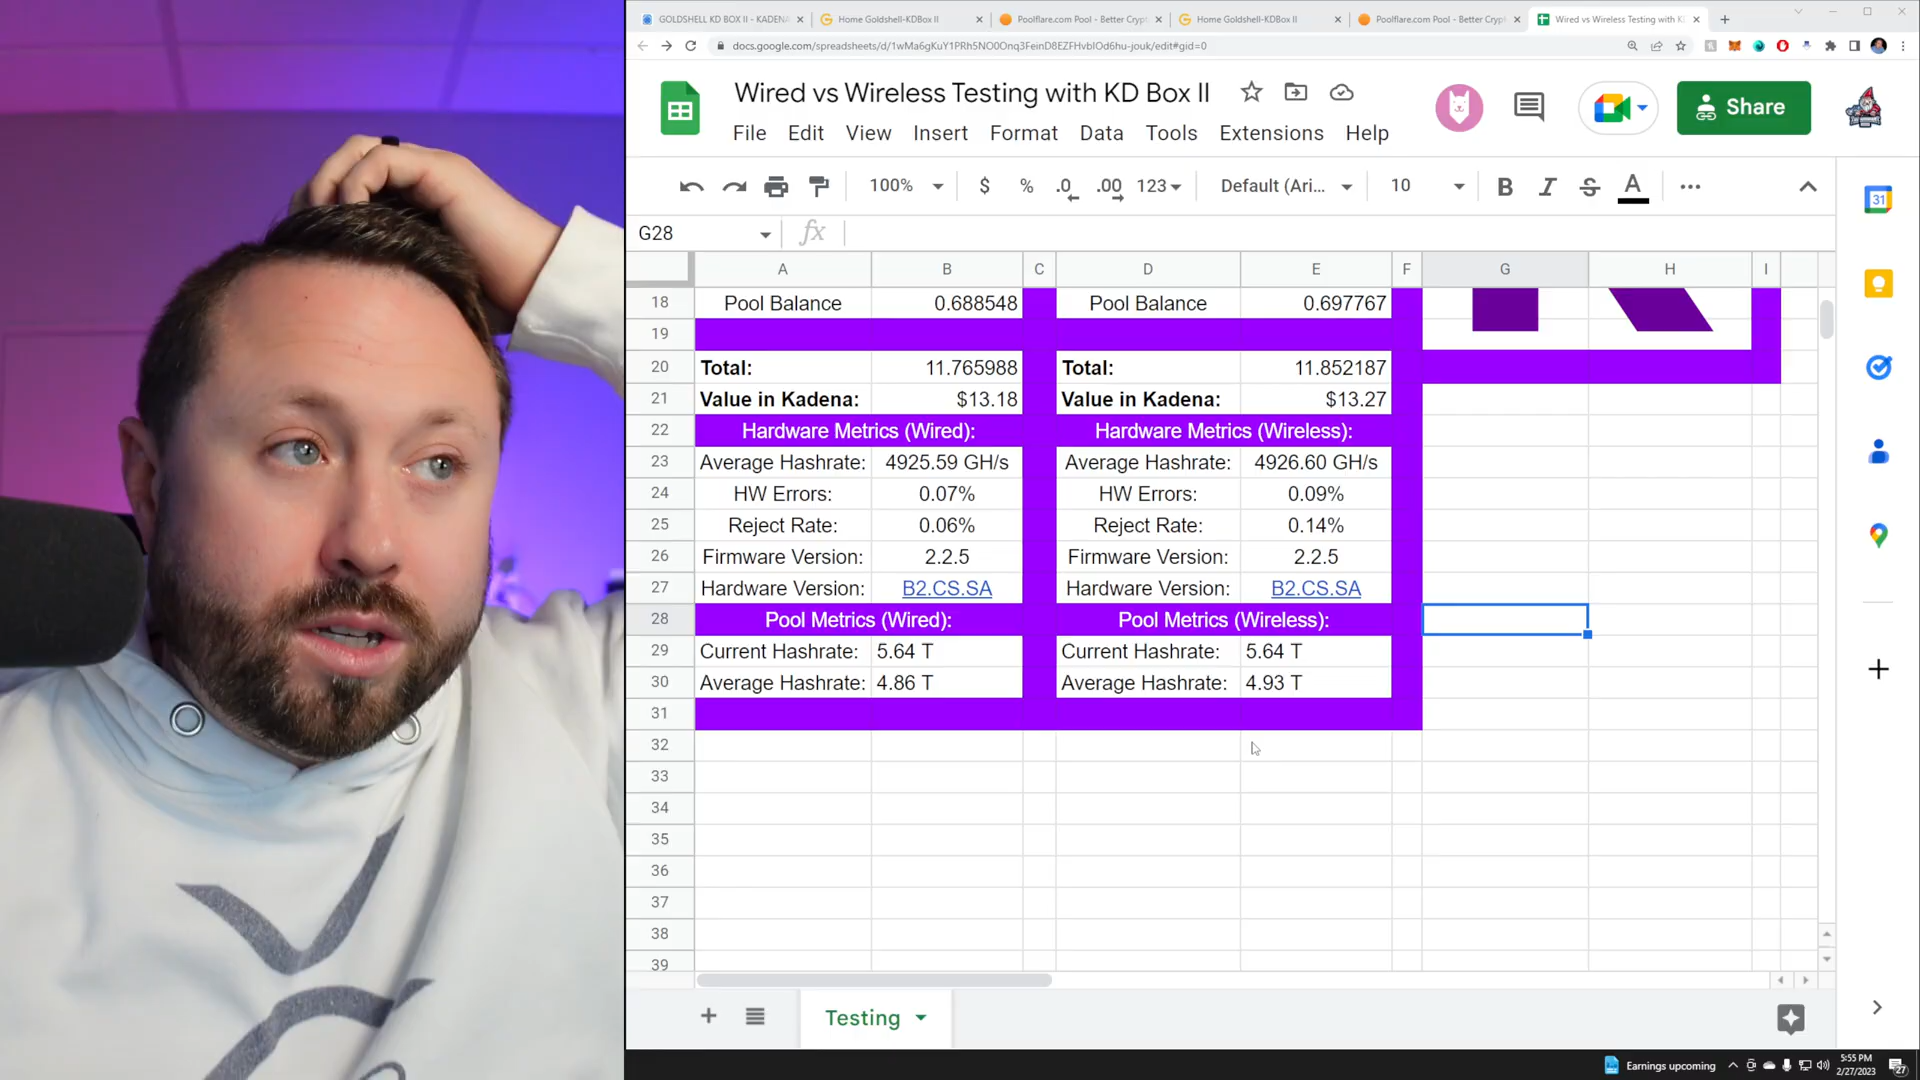 GOLDSHELL KD BOX II - KADENA
Home Goldshell-KDBox II
Poolflare.com Pool - Better Cryp
Home Goldshell-KDBox II
Poolflare.com Pool - Better Cryp
Wired vs Wireless Testing with KD
docs.google.com/spreadsheets/d/1wMa6gKuY1PRh5NO0Onq3FeinD8EZFHvbIOd6hu-jouk/edit#gid=0
Wired vs Wireless Testing with KD Box II
Share
File Edit View Insert Format Data Tools Extensions Help
100% $ % .0 .00 123 Default (Ari... 10 B I S A
31
G28 fx
A B C D E F G H I
18 Pool Balance 0.688548 Pool Balance 0.697767
19
20 Total: 11.765988 Total: 11.852187
21 Value in Kadena: $13.18 Value in Kadena: $13.27
22 Hardware Metrics (Wired): Hardware Metrics (Wireless):
23 Average Hashrate: 4925.59 GH/s Average Hashrate: 4926.60 GH/s
24 HW Errors: 0.07% HW Errors: 0.09%
25 Reject Rate: 0.06% Reject Rate: 0.14%
26 Firmware Version: 2.2.5 Firmware Version: 2.2.5
27 Hardware Version: B2.CS.SA Hardware Version: B2.CS.SA
28 Pool Metrics (Wired): Pool Metrics (Wireless):
29 Current Hashrate: 5.64 T Current Hashrate: 5.64 T
30 Average Hashrate: 4.86 T Average Hashrate: 4.93 T
31
32
33
34
35
36
37
38
39
Testing
Earnings upcoming
5:55 PM
2/27/2023
27